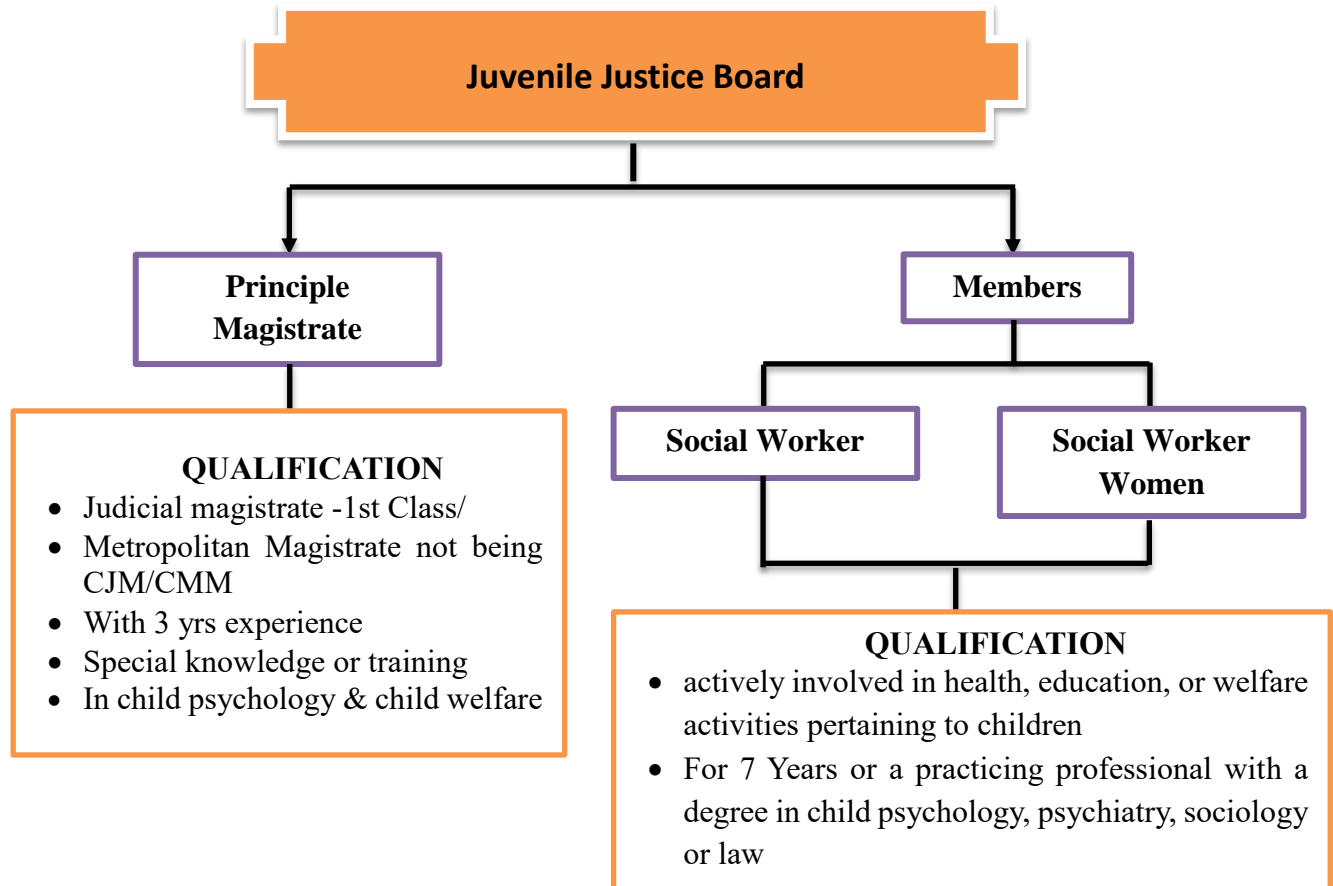 Juvenile Justice Board
Principle
Magistrate
Members
Social Worker
Social Worker
Women
QUALIFICATION
• Judicial magistrate -1st Class/
• Metropolitan Magistrate not being
CJM/CMM
• With 3 yrs experience
• Special knowledge or training
• In child psychology & child welfare
QUALIFICATION
• actively involved in health, education, or welfare
activities pertaining to children
• For 7 Years or a practicing professional with a
degree in child psychology, psychiatry, sociology
or law